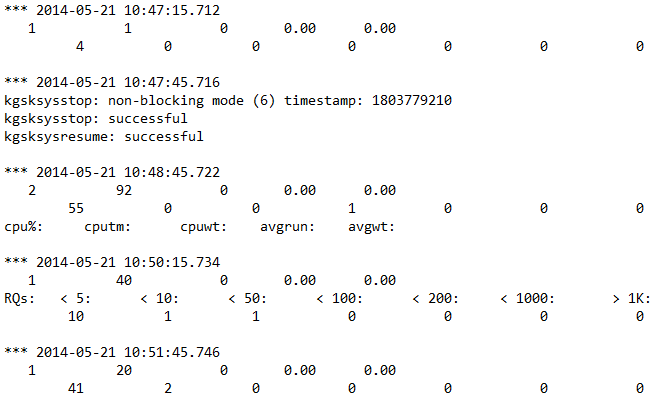 *** 2014-05-21 10:47:15.712
1 1 0 0.00 0.00
4 0 0 0 0 0 0
*** 2014-05-21 10:47:45.716
kgsksysstop: non-blocking mode (6) timestamp: 1803779210
kgsksysstop: successful
kgsksysresume: successful
*** 2014-05-21 10:48:45.722
2 92 0 0.00 0.00
55 0 0 1 0 0 0
cpu%: cputm: cpuwt: avgrun: avgwt:
*** 2014-05-21 10:50:15.734
1 40 0 0.00 0.00
RQs: < 5: < 10: < 50: < 100: < 200: < 1000: > 1K:
10 1 1 0 0 0 0
*** 2014-05-21 10:51:45.746
1 20 0 0.00 0.00
41 2 0 0 0 0 0